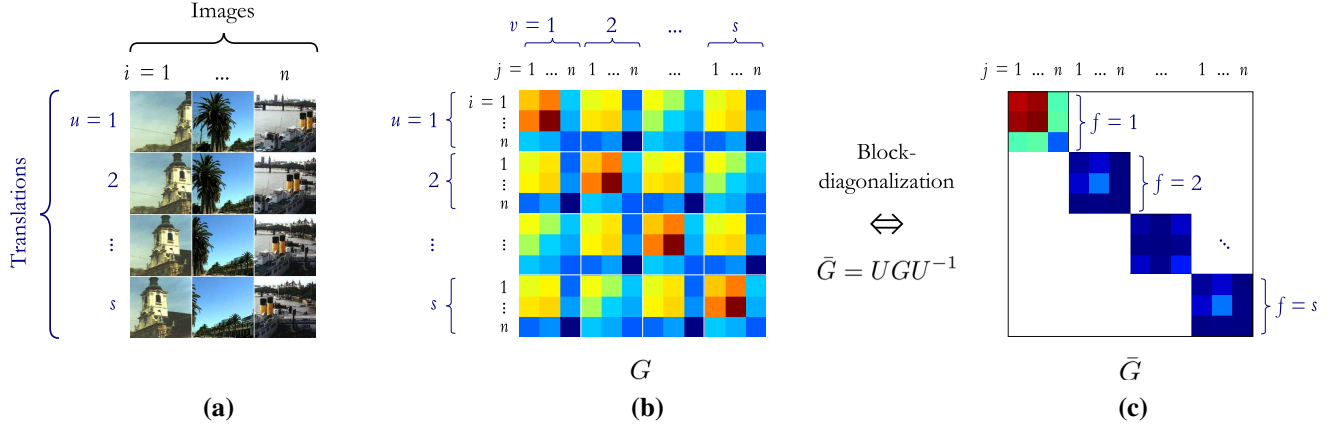 Images
i = 1 ... n
Translations
u = 1
2
⋮
s
(a)
v = 1 2 ... s
j = 1 ... n 1 ... n ... 1 ... n
u = 1
i = 1
⋮
n
2
1
⋮
n
⋮
⋮
s
1
⋮
n
G
(b)
Block-
diagonalization
⇔
Ḡ = UGU⁻¹
j = 1 ... n 1 ... n ... 1 ... n
f = 1
f = 2
⋱
f = s
Ḡ
(c)